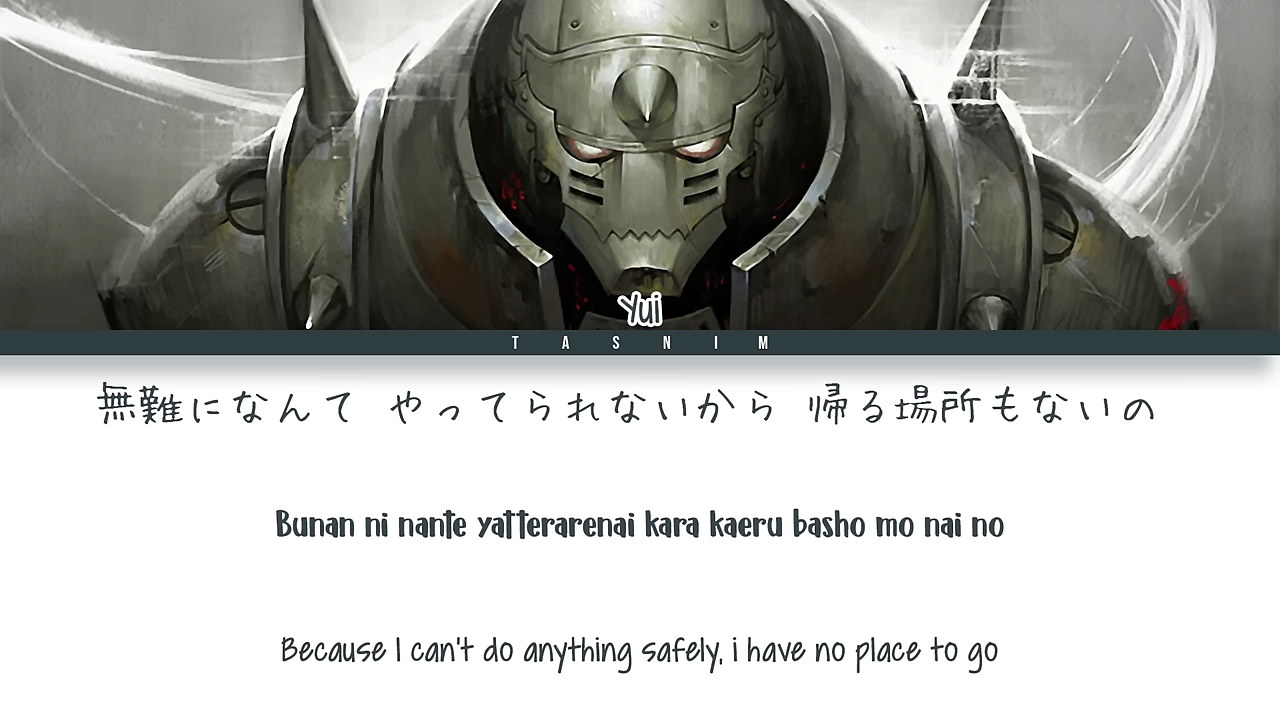 Yui
TASNIM
無難になんて やってられないから 帰る場所もないの
Bunan ni nante yatterarenai kara kaeru basho mo nai no
Because I can't do anything safely, i have no place to go